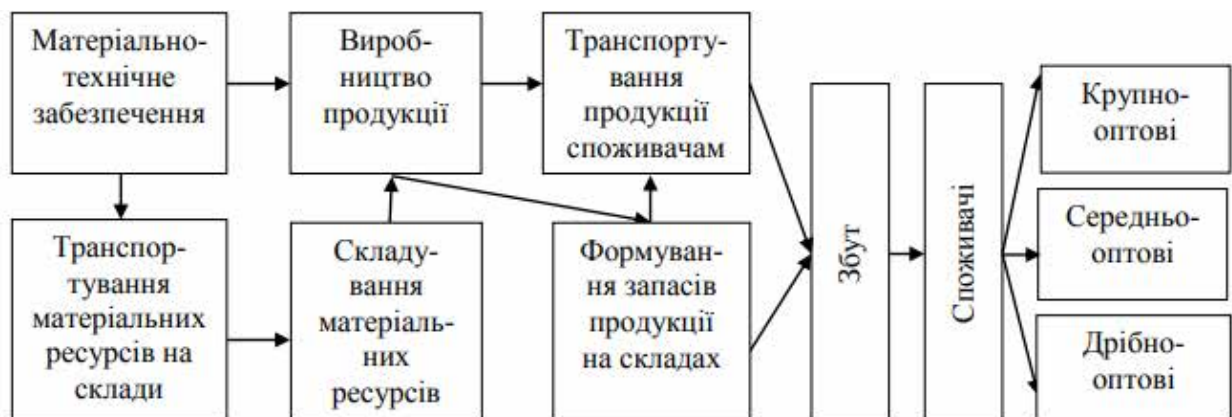 Матеріально-
технічне
забезпечення
Вироб-
ництво
продукції
Транспорту-
вання
продукції
споживачам
Транспор-
тування
матеріальних
ресурсів на
склади
Складу-
вання
матеріаль-
них
ресурсів
Формуван-
ня запасів
продукції
на складах
Збут
Споживачі
Крупно-
оптові
Середньо-
оптові
Дрібно-
оптові